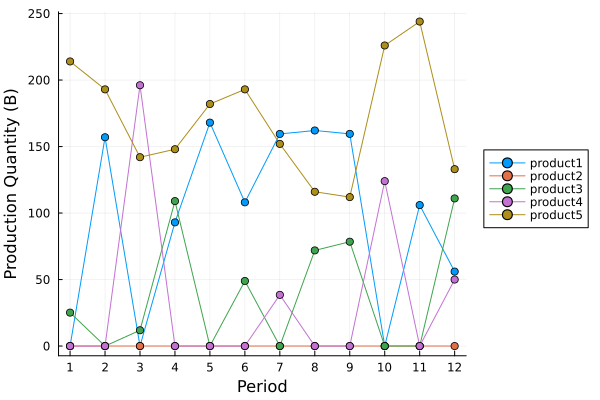 250
200
150
100
50
0
Production Quantity (B)
1 2 3 4 5 6 7 8 9 10 11 12
Period
product1
product2
product3
product4
product5